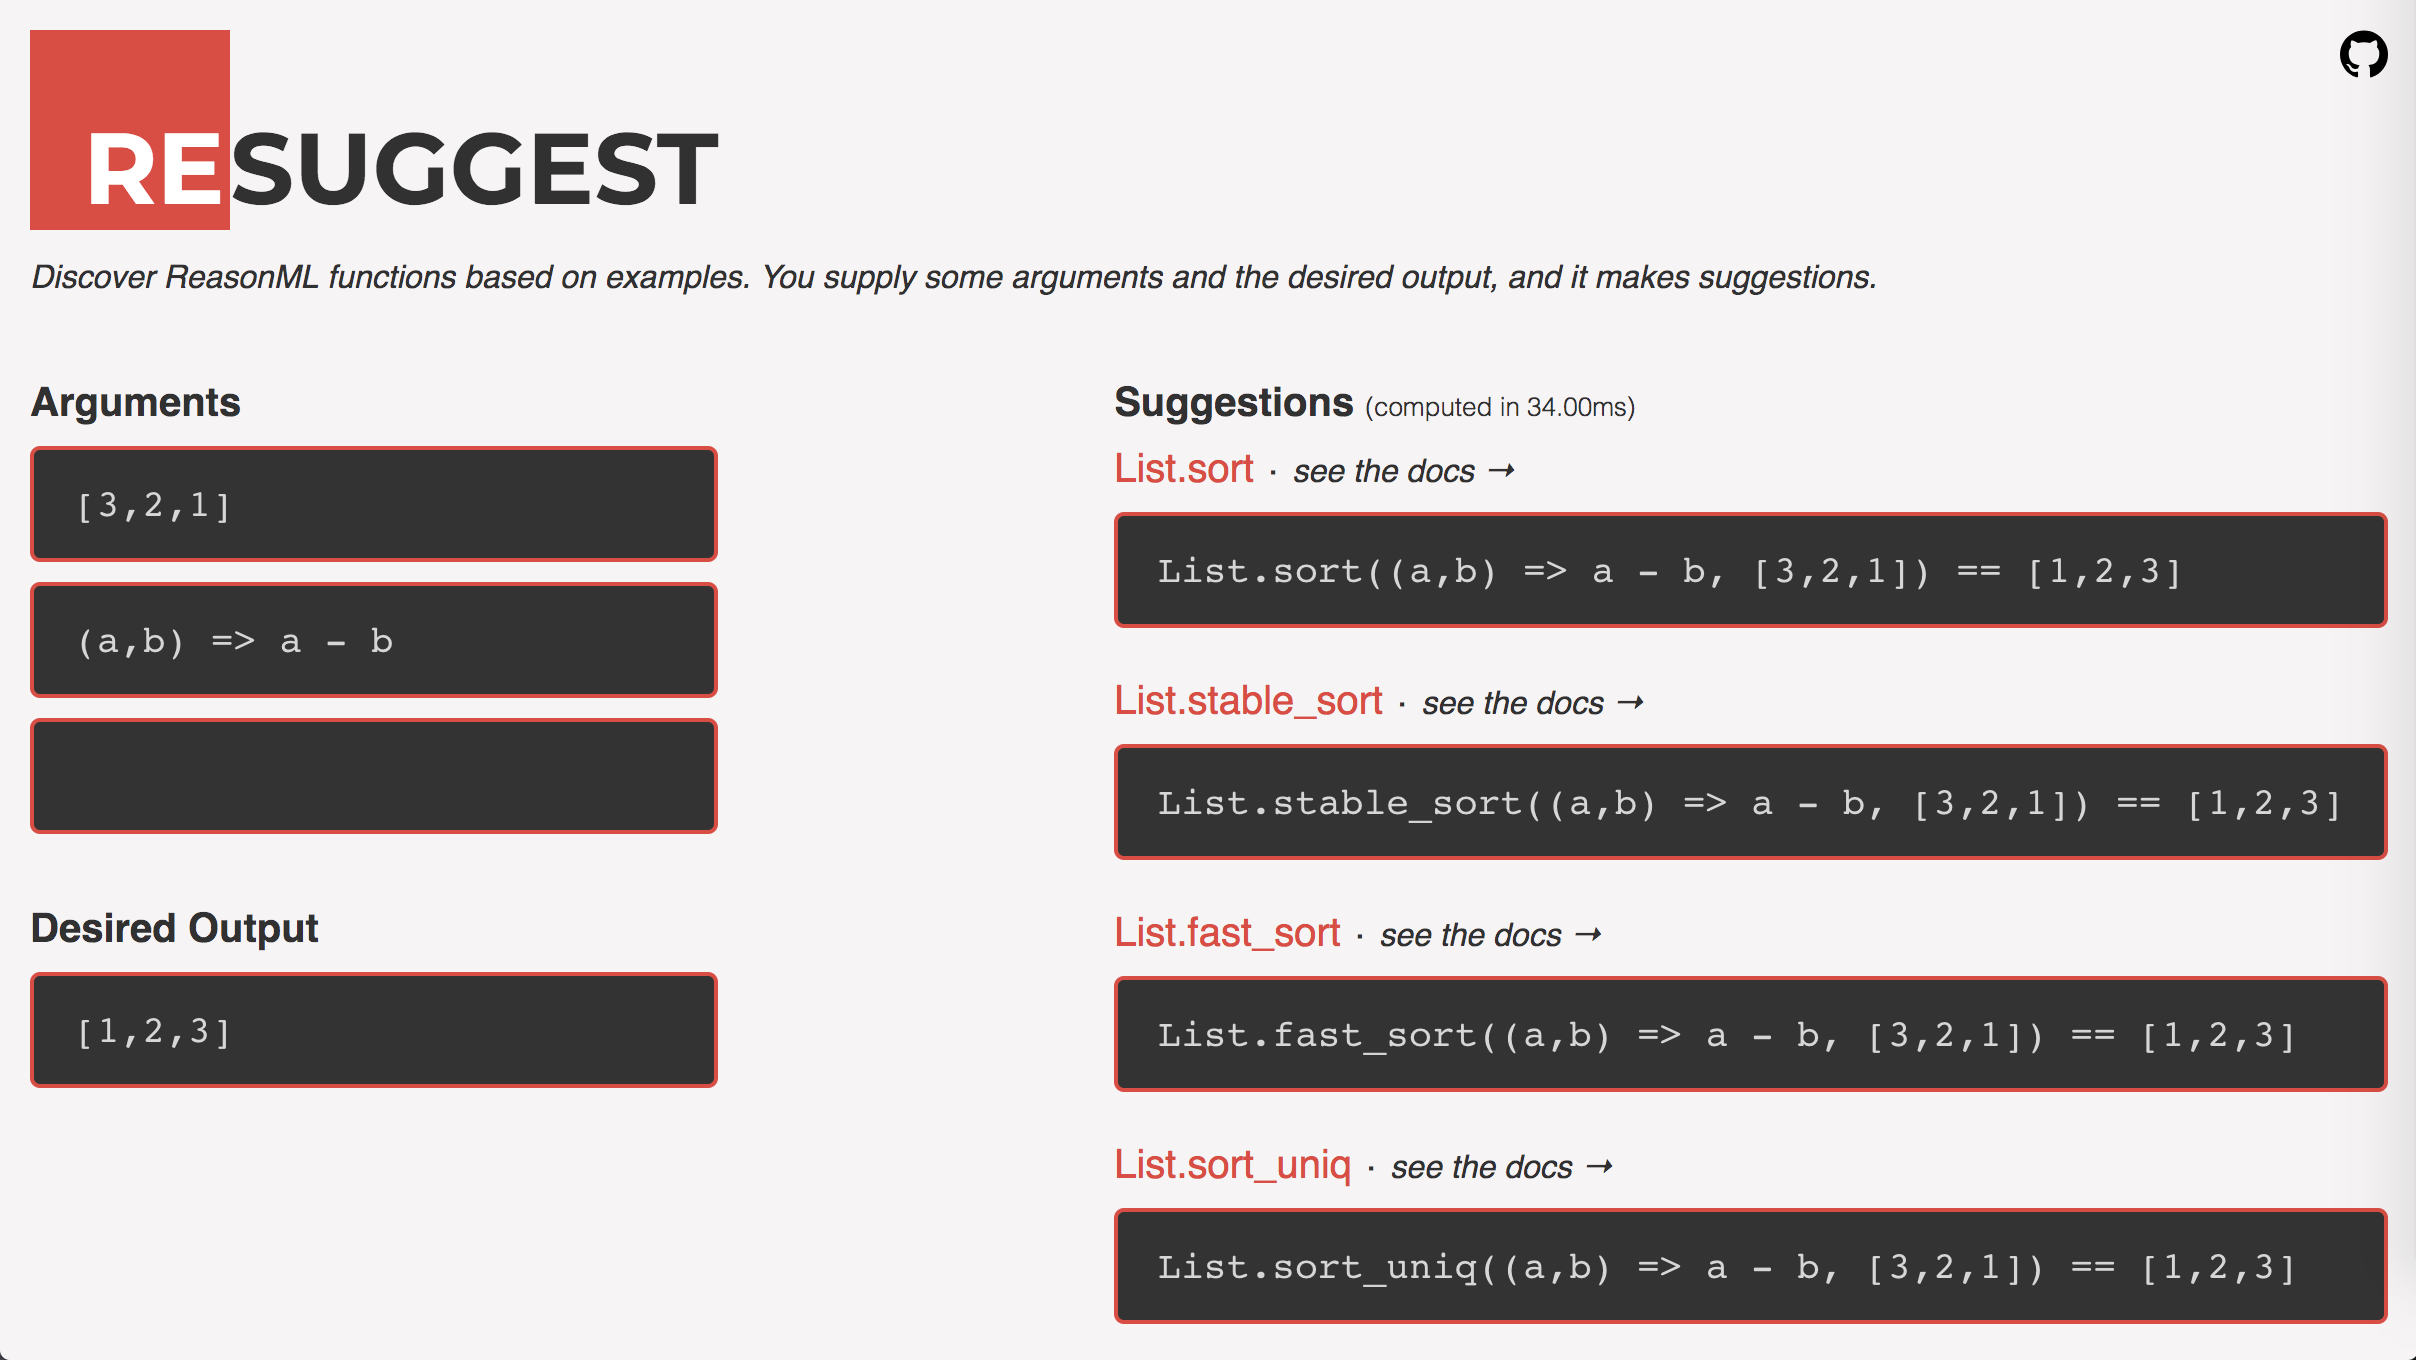 RESUGGEST
Discover ReasonML functions based on examples. You supply some arguments and the desired output, and it makes suggestions.
Arguments
[3,2,1]
(a,b) => a - b
Desired Output
[1,2,3]
Suggestions (computed in 34.00ms)
List.sort · see the docs →
List.sort((a,b) => a - b, [3,2,1]) == [1,2,3]
List.stable_sort · see the docs →
List.stable_sort((a,b) => a - b, [3,2,1]) == [1,2,3]
List.fast_sort · see the docs →
List.fast_sort((a,b) => a - b, [3,2,1]) == [1,2,3]
List.sort_uniq · see the docs →
List.sort_uniq((a,b) => a - b, [3,2,1]) == [1,2,3]